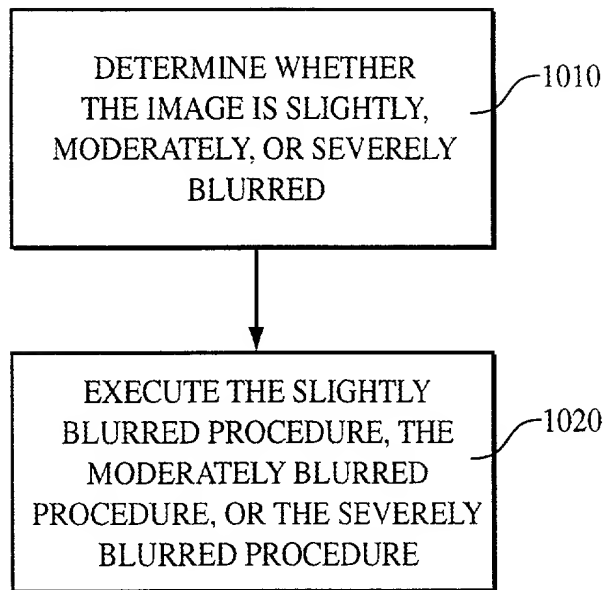 DETERMINE WHETHER
THE IMAGE IS SLIGHTLY,
MODERATELY, OR SEVERELY
BLURRED
1010
EXECUTE THE SLIGHTLY
BLURRED PROCEDURE, THE
MODERATELY BLURRED
PROCEDURE, OR THE SEVERELY
BLURRED PROCEDURE
1020